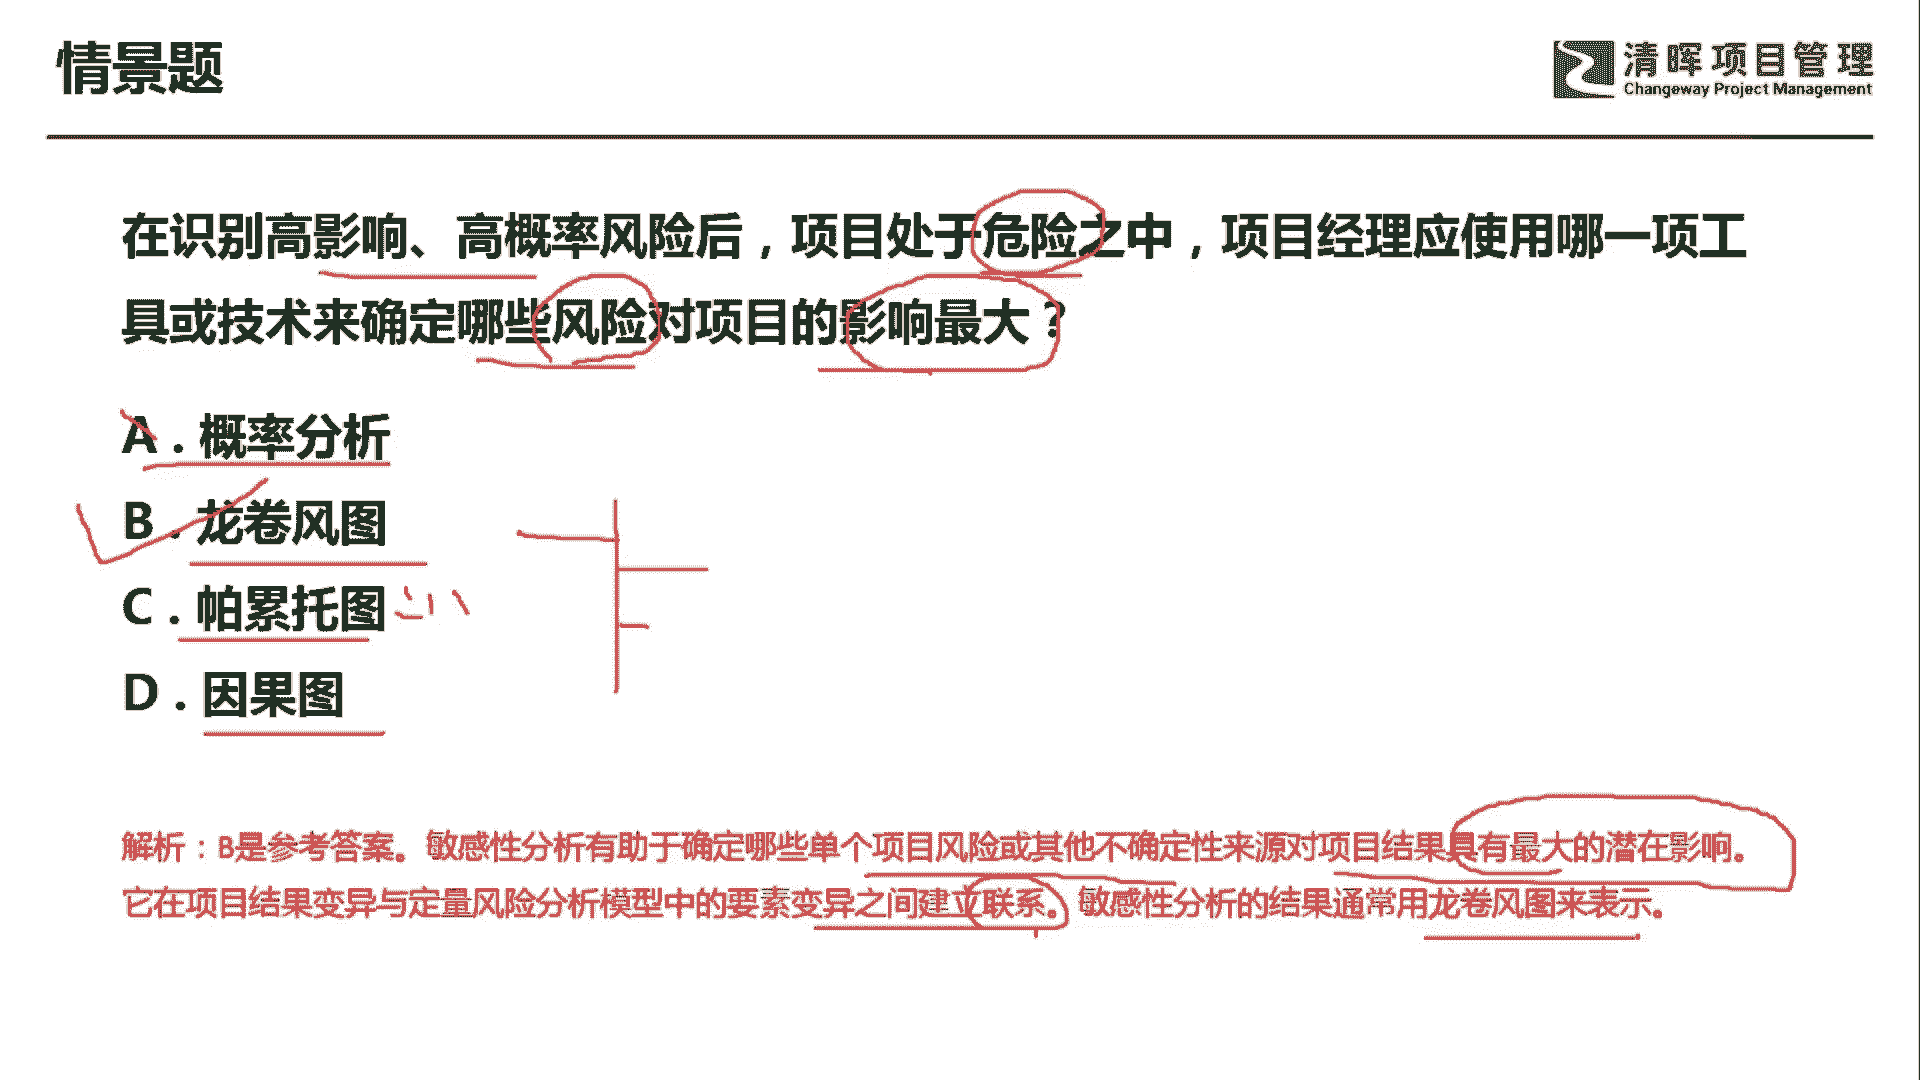 情景题
清晖项目管理
Changeway Project Management
在识别高影响、高概率风险后，项目处于危险之中，项目经理应使用哪一项工
具或技术来确定哪些风险对项目的影响最大？
A．概率分析
B．龙卷风图
C．帕累托图
D．因果图
解析：B是参考答案。敏感性分析有助于确定哪些单个项目风险或其他不确定性来源对项目结果具有最大的潜在影响。
它在项目结果变异与定量风险分析模型中的要素变异之间建立联系。敏感性分析的结果通常用龙卷风图来表示。